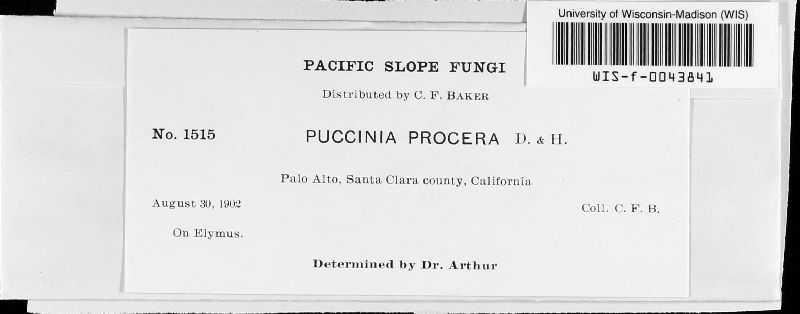 University of Wisconsin-Madison (WIS)
WIS-f-0043841
PACIFIC SLOPE FUNGI
Distributed by C. F. BAKER
No. 1515 PUCCINIA PROCERA D. & H.
Palo Alto, Santa Clara county, California
August 30, 1902
Coll. C. F. B.
On Elymus.
Determined by Dr. Arthur